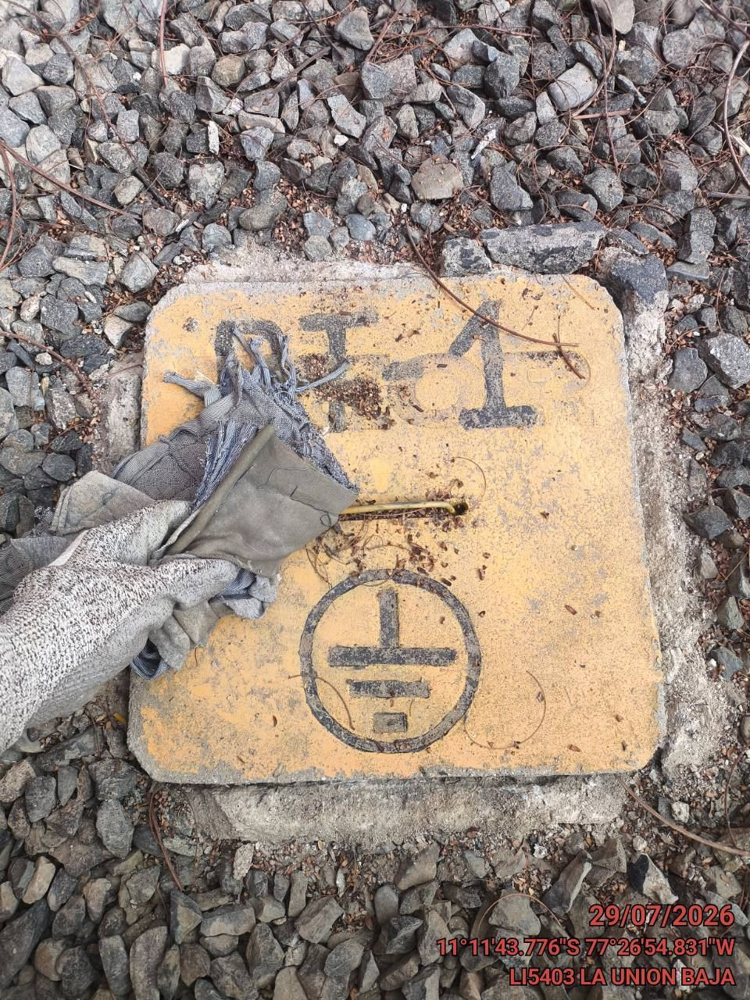 PT-1
29/07/2026
11°11'43.776"S 77°26'54.831"W
LI5403 LA UNION BAJA